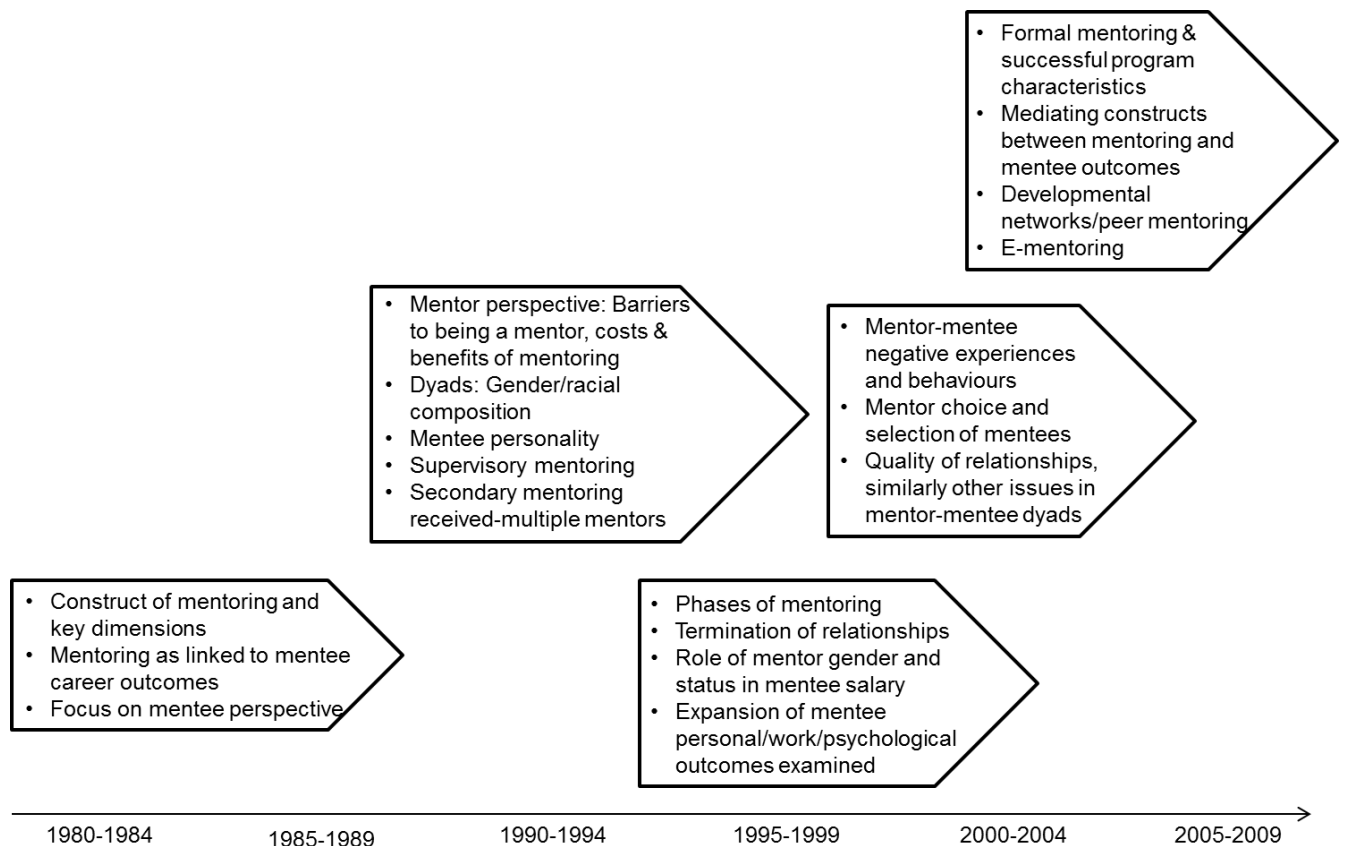 • Formal mentoring &
successful program
characteristics
• Mediating constructs
between mentoring and
mentee outcomes
• Developmental
networks/peer mentoring
• E-mentoring
• Mentor perspective: Barriers
to being a mentor, costs &
benefits of mentoring
• Dyads: Gender/racial
composition
• Mentee personality
• Supervisory mentoring
• Secondary mentoring
received-multiple mentors
• Mentor-mentee
negative experiences
and behaviours
• Mentor choice and
selection of mentees
• Quality of relationships,
similarly other issues in
mentor-mentee dyads
• Construct of mentoring and
key dimensions
• Mentoring as linked to mentee
career outcomes
• Focus on mentee perspective
• Phases of mentoring
• Termination of relationships
• Role of mentor gender and
status in mentee salary
• Expansion of mentee
personal/work/psychological
outcomes examined
1980-1984
1985-1989
1990-1994
1995-1999
2000-2004
2005-2009